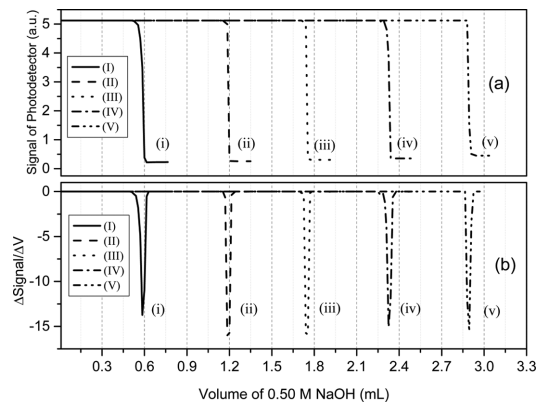 Signal of Photodetector (a.u.)
5
4
3
2
1
0
(I)
(II)
(III)
(IV)
(V)
(i)
(ii)
(iii)
(iv)
(v)
(a)
ΔSignal/ΔV
0
-5
-10
-15
(I)
(II)
(III)
(IV)
(V)
(i)
(ii)
(iii)
(iv)
(v)
(b)
0.3 0.6 0.9 1.2 1.5 1.8 2.1 2.4 2.7 3.0 3.3
Volume of 0.50 M NaOH (mL)